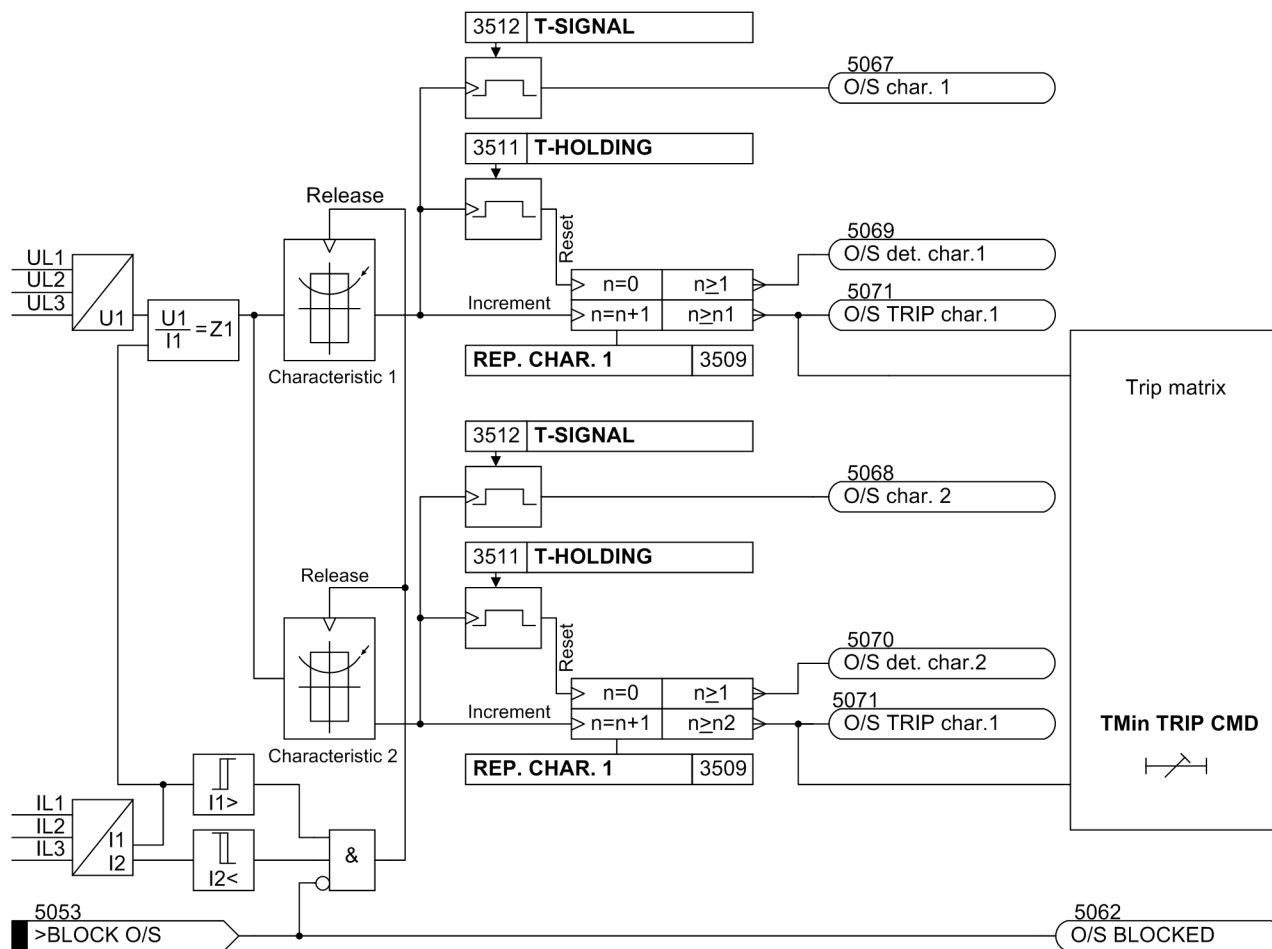 3512 T-SIGNAL
5067
O/S char. 1
3511 T-HOLDING
Release
Reset
5069
O/S det. char.1
UL1
UL2
UL3
U1
U1
I1
=Z1
Increment
n=0 n≥1
n=n+1 n≥n1
5071
O/S TRIP char.1
REP. CHAR. 1 3509
Characteristic 1
Trip matrix
3512 T-SIGNAL
5068
O/S char. 2
3511 T-HOLDING
Release
Reset
5070
O/S det. char.2
Increment
n=0 n≥1
n=n+1 n≥n2
5071
O/S TRIP char.1
TMin TRIP CMD
REP. CHAR. 1 3509
Characteristic 2
I1>
IL1
IL2
IL3
I1
I2
I2<
&
5053
>BLOCK O/S
5062
O/S BLOCKED